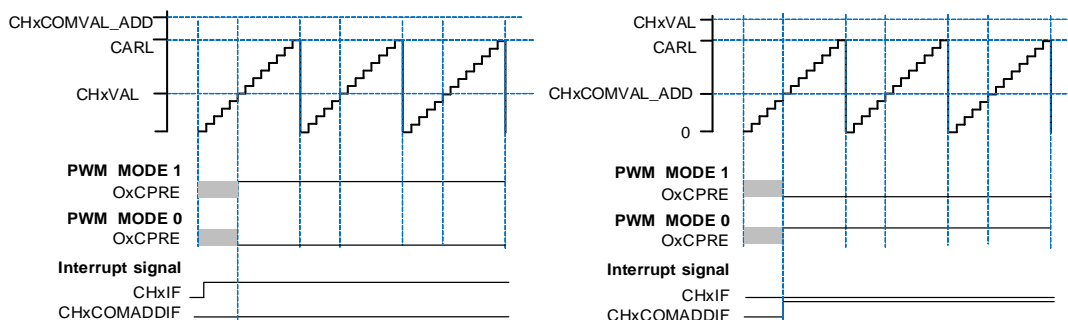 CHxCOMVAL_ADD
CARL
CHxVAL
PWM MODE 1
OxCPRE
PWM MODE 0
OxCPRE
Interrupt signal
CHxIF
CHxCOMADDIF
CHxVAL
CARL
CHxCOMVAL_ADD
0
PWM MODE 1
OxCPRE
PWM MODE 0
OxCPRE
Interrupt signal
CHxIF
CHxCOMADDIF